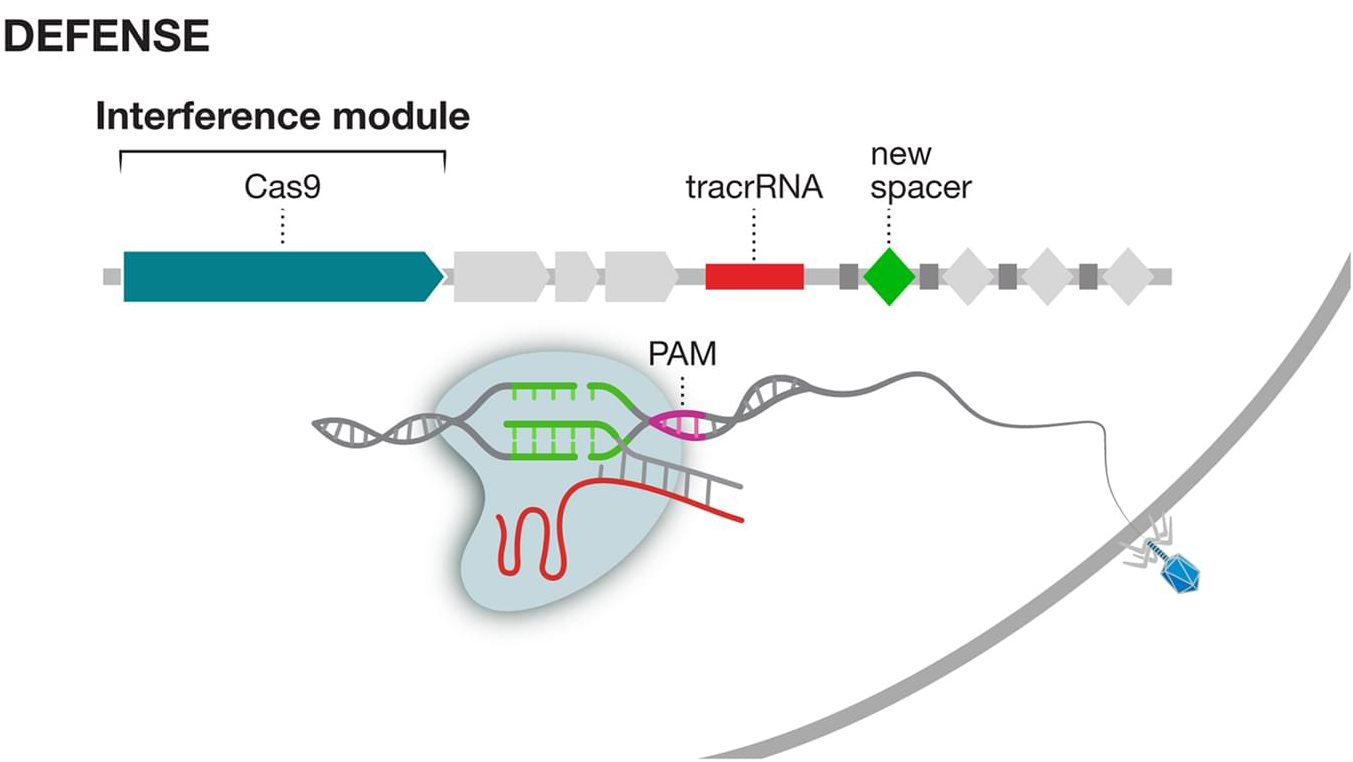 DEFENSE
Interference module
Cas9
tracrRNA
new
spacer
PAM